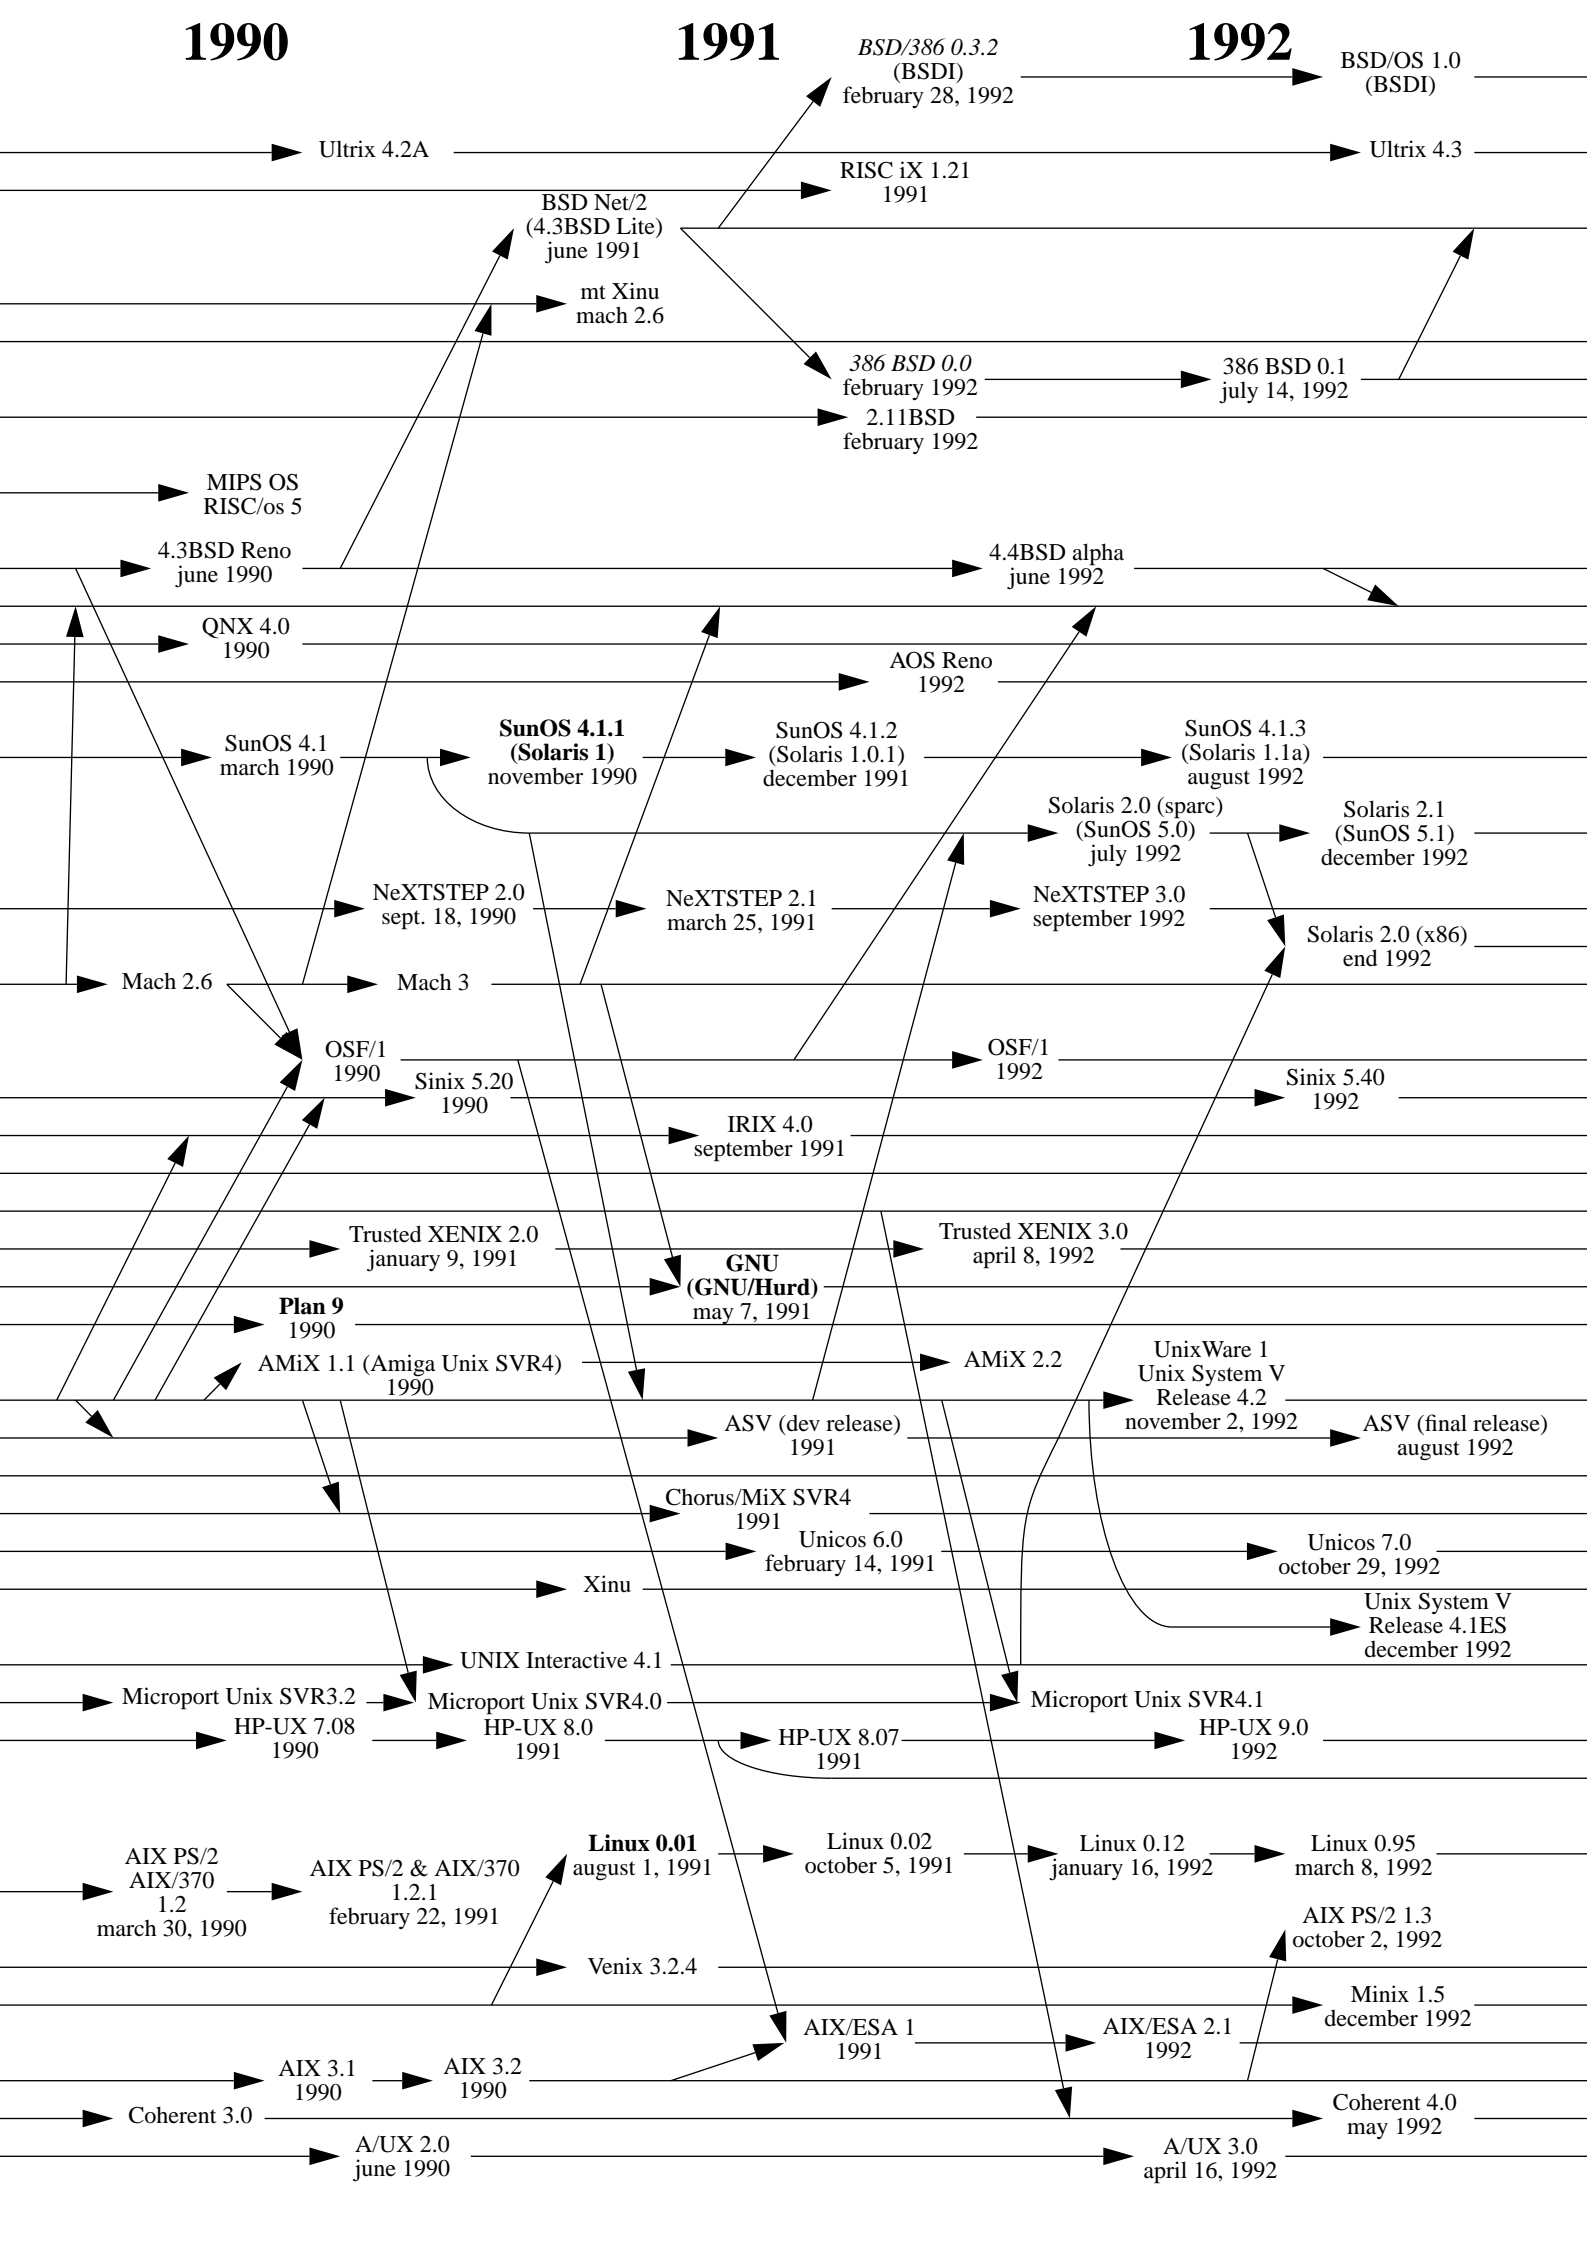 1990
1991
1992
BSD/386 0.3.2
(BSDI)
february 28, 1992
BSD/OS 1.0
(BSDI)
Ultrix 4.2A
Ultrix 4.3
RISC iX 1.21
1991
BSD Net/2
(4.3BSD Lite)
june 1991
mt Xinu
mach 2.6
386 BSD 0.0
february 1992
386 BSD 0.1
july 14, 1992
2.11BSD
february 1992
MIPS OS
RISC/os 5
4.3BSD Reno
june 1990
4.4BSD alpha
june 1992
QNX 4.0
1990
AOS Reno
1992
SunOS 4.1
march 1990
SunOS 4.1.1
(Solaris 1)
november 1990
SunOS 4.1.2
(Solaris 1.0.1)
december 1991
SunOS 4.1.3
(Solaris 1.1a)
august 1992
Solaris 2.0 (sparc)
(SunOS 5.0)
july 1992
Solaris 2.1
(SunOS 5.1)
december 1992
NeXTSTEP 2.0
sept. 18, 1990
NeXTSTEP 2.1
march 25, 1991
NeXTSTEP 3.0
september 1992
Solaris 2.0 (x86)
end 1992
Mach 2.6
Mach 3
OSF/1
1990
OSF/1
1992
Sinix 5.20
1990
Sinix 5.40
1992
IRIX 4.0
september 1991
Trusted XENIX 2.0
january 9, 1991
Trusted XENIX 3.0
april 8, 1992
GNU
(GNU/Hurd)
may 7, 1991
Plan 9
1990
AMiX 1.1 (Amiga Unix SVR4)
1990
AMiX 2.2
UnixWare 1
Unix System V
Release 4.2
november 2, 1992
ASV (dev release)
1991
ASV (final release)
august 1992
Chorus/MiX SVR4
1991
Unicos 6.0
february 14, 1991
Unicos 7.0
october 29, 1992
Xinu
Unix System V
Release 4.1ES
december 1992
UNIX Interactive 4.1
Microport Unix SVR3.2
Microport Unix SVR4.0
Microport Unix SVR4.1
HP-UX 7.08
1990
HP-UX 8.0
1991
HP-UX 8.07
1991
HP-UX 9.0
1992
Linux 0.01
august 1, 1991
Linux 0.02
october 5, 1991
Linux 0.12
january 16, 1992
Linux 0.95
march 8, 1992
AIX PS/2
AIX/370
1.2
march 30, 1990
AIX PS/2 & AIX/370
1.2.1
february 22, 1991
AIX PS/2 1.3
october 2, 1992
Venix 3.2.4
Minix 1.5
december 1992
AIX/ESA 1
1991
AIX/ESA 2.1
1992
AIX 3.1
1990
AIX 3.2
1990
Coherent 3.0
Coherent 4.0
may 1992
A/UX 2.0
june 1990
A/UX 3.0
april 16, 1992